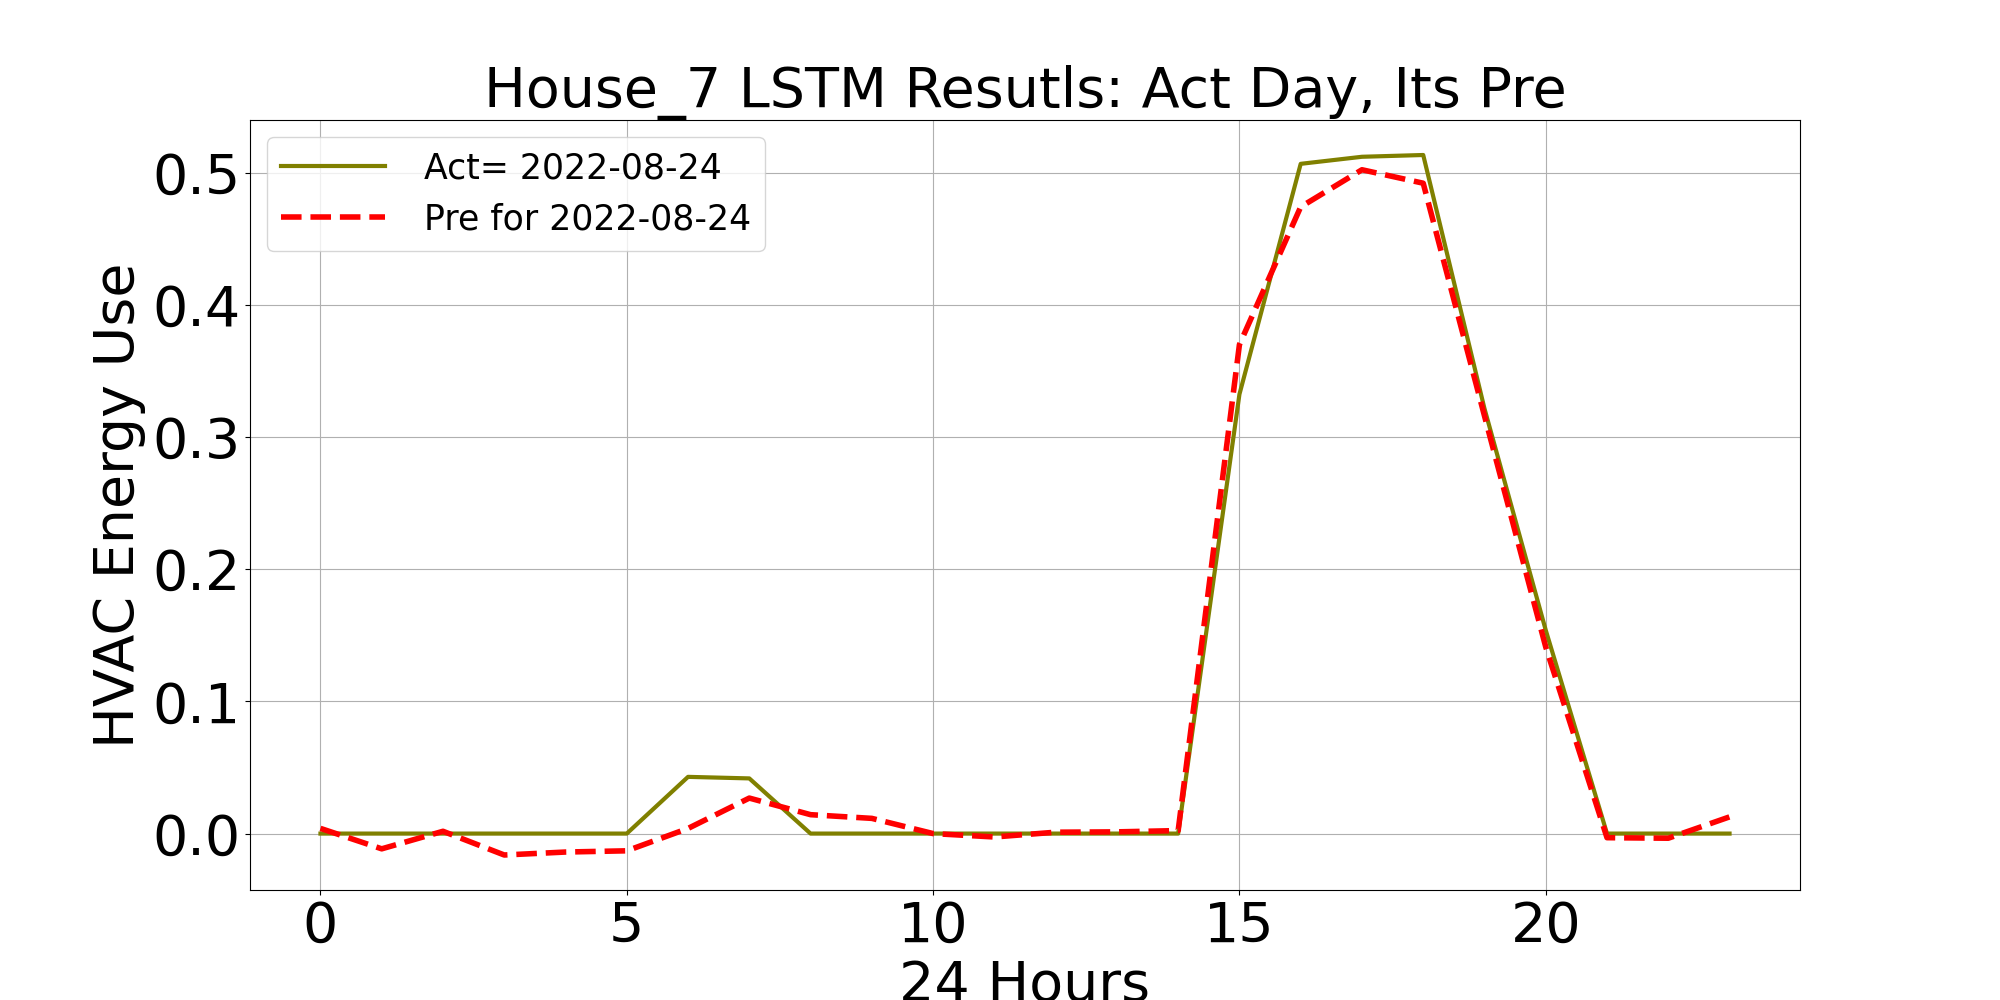 House_7 LSTM Resutls: Act Day, Its Pre
Act= 2022-08-24
Pre for 2022-08-24
HVAC Energy Use
0.5
0.4
0.3
0.2
0.1
0.0
0 5 10 15 20
24 Hours